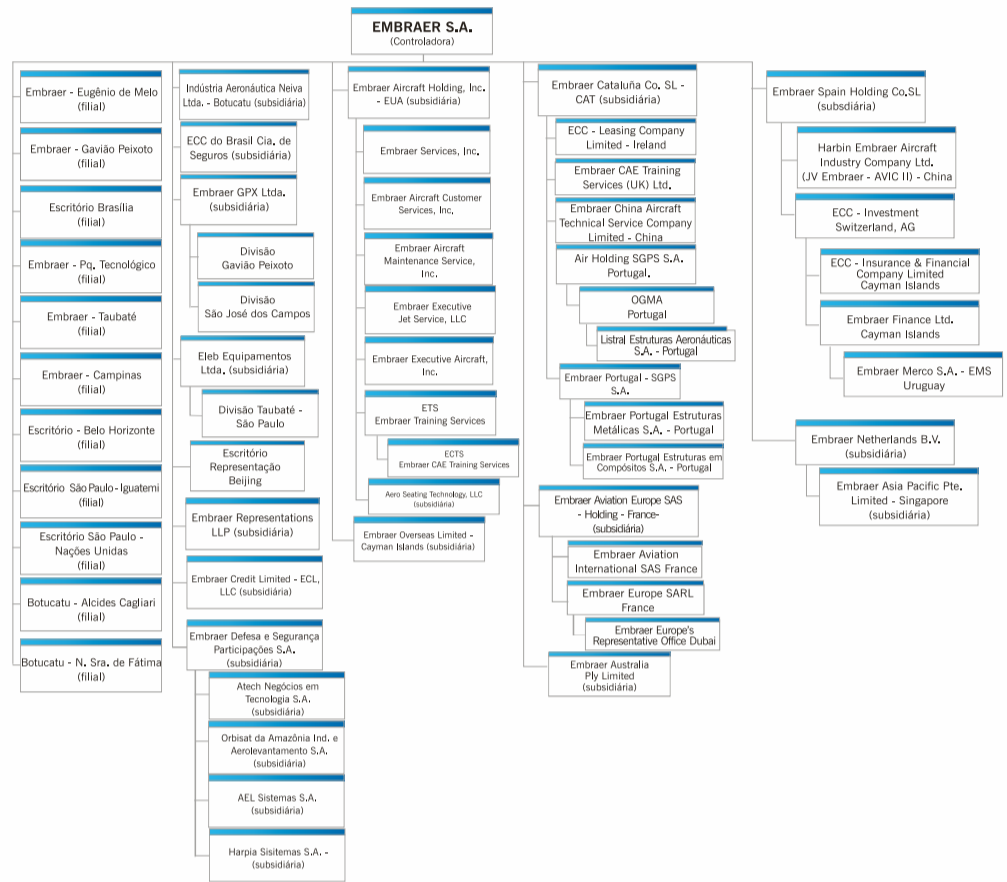 EMBRAER S.A.
(Controladora)
Embraer - Eugênio de Melo
(filial)
Embraer - Gavião Peixoto
(filial)
Escritório Brasília
(filial)
Embraer - Pq. Tecnológico
(filial)
Embraer - Taubaté
(filial)
Embraer - Campinas
(filial)
Escritório - Belo Horizonte
(filial)
Escritório São Paulo - Iguatemi
(filial)
Escritório São Paulo -
Nações Unidas
(filial)
Botucatu - Alcides Cagliari
(filial)
Botucatu - N. Sra. de Fátima
(filial)
Indústria Aeronáutica Neiva
Ltda. - Botucatu (subsidiária)
ECC do Brasil Cia. de
Seguros (subsidiária)
Embraer GPX Ltda.
(subsidiária)
Divisão
Gavião Peixoto
Divisão
São José dos Campos
Eleb Equipamentos
Ltda. (subsidiária)
Divisão Taubaté -
São Paulo
Escritório
Representação
Beijing
Embraer Representations
LLP (subsidiária)
Embraer Credit Limited - ECL,
LLC (subsidiária)
Embraer Defesa e Segurança
Participações S.A.
(subsidiária)
Atech Negócios em
Tecnologia S.A.
(subsidiária)
Orbisat da Amazônia Ind. e
Aerolevantamento S.A.
(subsidiária)
AEL Sistemas S.A.
(subsidiária)
Harpia Sisitemas S.A. -
(subsidiária)
Embraer Aircraft Holding, Inc.
- EUA (subsidiária)
Embraer Services, Inc.
Embraer Aircraft Customer
Services, Inc,
Embraer Aircraft
Maintenance Service,
Inc.
Embraer Executive
Jet Service, LLC
Embraer Executive Aircraft,
Inc.
ETS
Embraer Training Services
ECTS
Embraer CAE Training Services
Aero Seating Technology, LLC
(subsidiária)
Embraer Overseas Limited -
Cayman Islands (subsidiária)
Embraer Cataluña Co. SL -
CAT (subsidiária)
ECC - Leasing Company
Limited - Ireland
Embraer CAE Training
Services (UK) Ltd.
Embraer China Aircraft
Technical Service Company
Limited - China
Air Holding SGPS S.A.
Portugal.
OGMA
Portugal
Listral Estruturas Aeronáuticas
S.A. - Portugal
Embraer Portugal - SGPS
S.A.
Embraer Portugal Estruturas
Metálicas S.A. - Portugal
Embraer Portugal Estruturas em
Compósitos S.A. - Portugal
Embraer Aviation Europe SAS
- Holding - France-
(subsidiária)
Embraer Aviation
International SAS France
Embraer Europe SARL
France
Embraer Europe's
Representative Office Dubai
Embraer Australia
Ply Limited
(subsidiária)
Embraer Spain Holding Co.SL
(subsdiária)
Harbin Embraer Aircraft
Industry Company Ltd.
(JV Embraer - AVIC II) - China
ECC - Investment
Switzerland, AG
ECC - Insurance & Financial
Company Limited
Cayman Islands
Embraer Finance Ltd.
Cayman Islands
Embraer Merco S.A. - EMS
Uruguay
Embraer Netherlands B.V.
(subsidiária)
Embraer Asia Pacific Pte.
Limited - Singapore
(subsidiária)